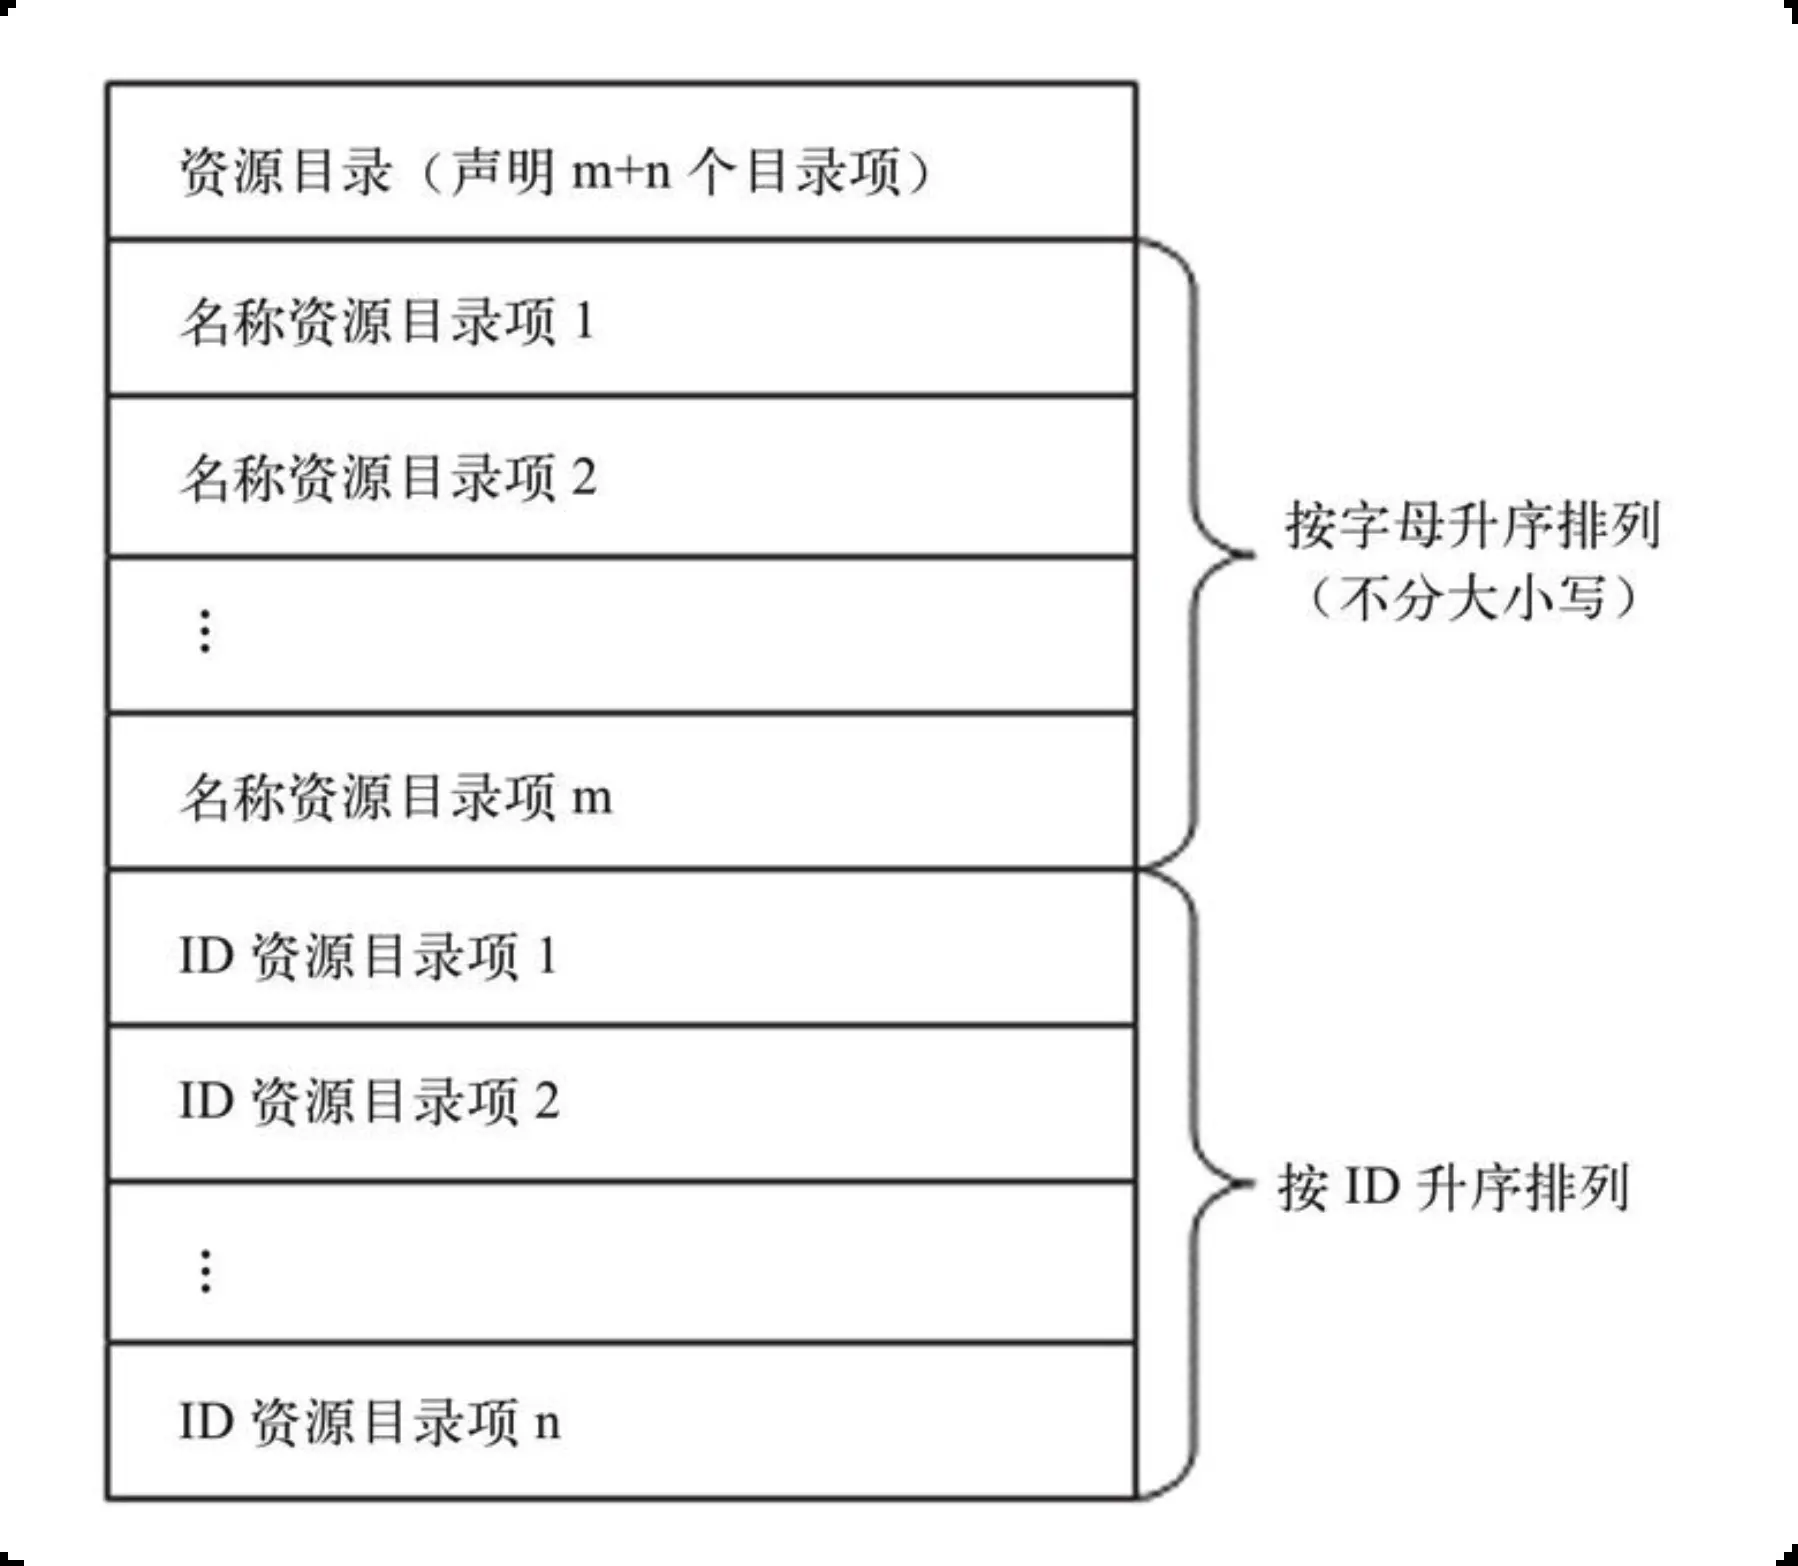 资源目录（声明 m+n 个目录项）
名称资源目录项 1
名称资源目录项 2
⋮
名称资源目录项 m
按字母升序排列
（不分大小写）
ID 资源目录项 1
ID 资源目录项 2
⋮
ID 资源目录项 n
按 ID 升序排列